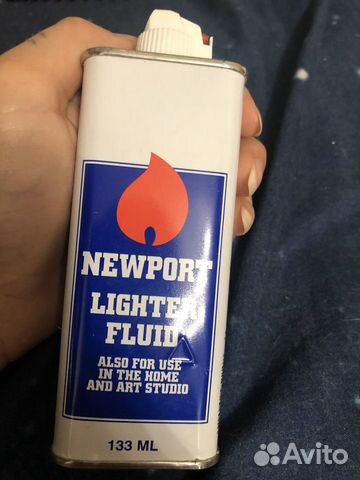 NEWPORT
LIGHTER
FLUID
ALSO FOR USE
IN THE HOME
AND ART STUDIO
133 ML
Avito